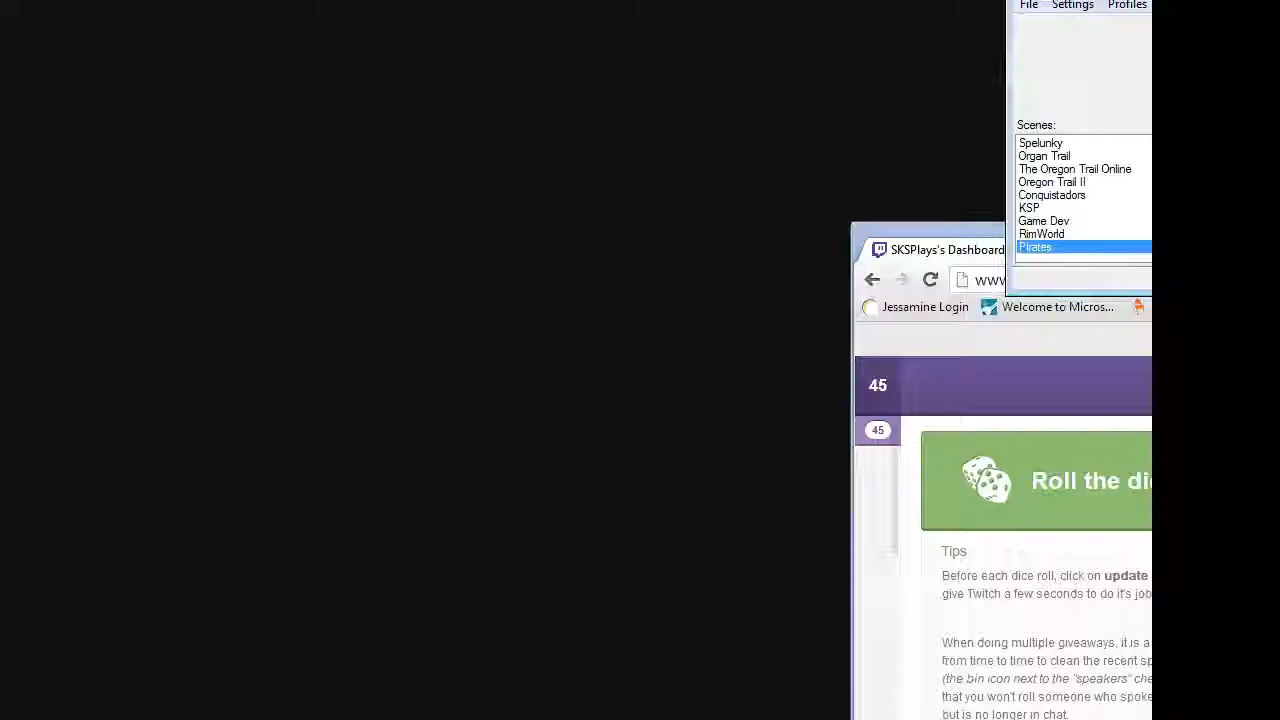 File Settings Profiles
Scenes:
Spelunky
Organ Trail
The Oregon Trail Online
Oregon Trail II
Conquistadors
KSP
Game Dev
RimWorld
Pirates
SKSPlays's Dashboard
www
Jessamine Login Welcome to Micros...
45
45
Roll the di
Tips
Before each dice roll, click on update
give Twitch a few seconds to do it's job
When doing multiple giveaways, it is a
from time to time to clean the recent sp
(the bin icon next to the "speakers" che
that you won't roll someone who spoke
but is no longer in chat.